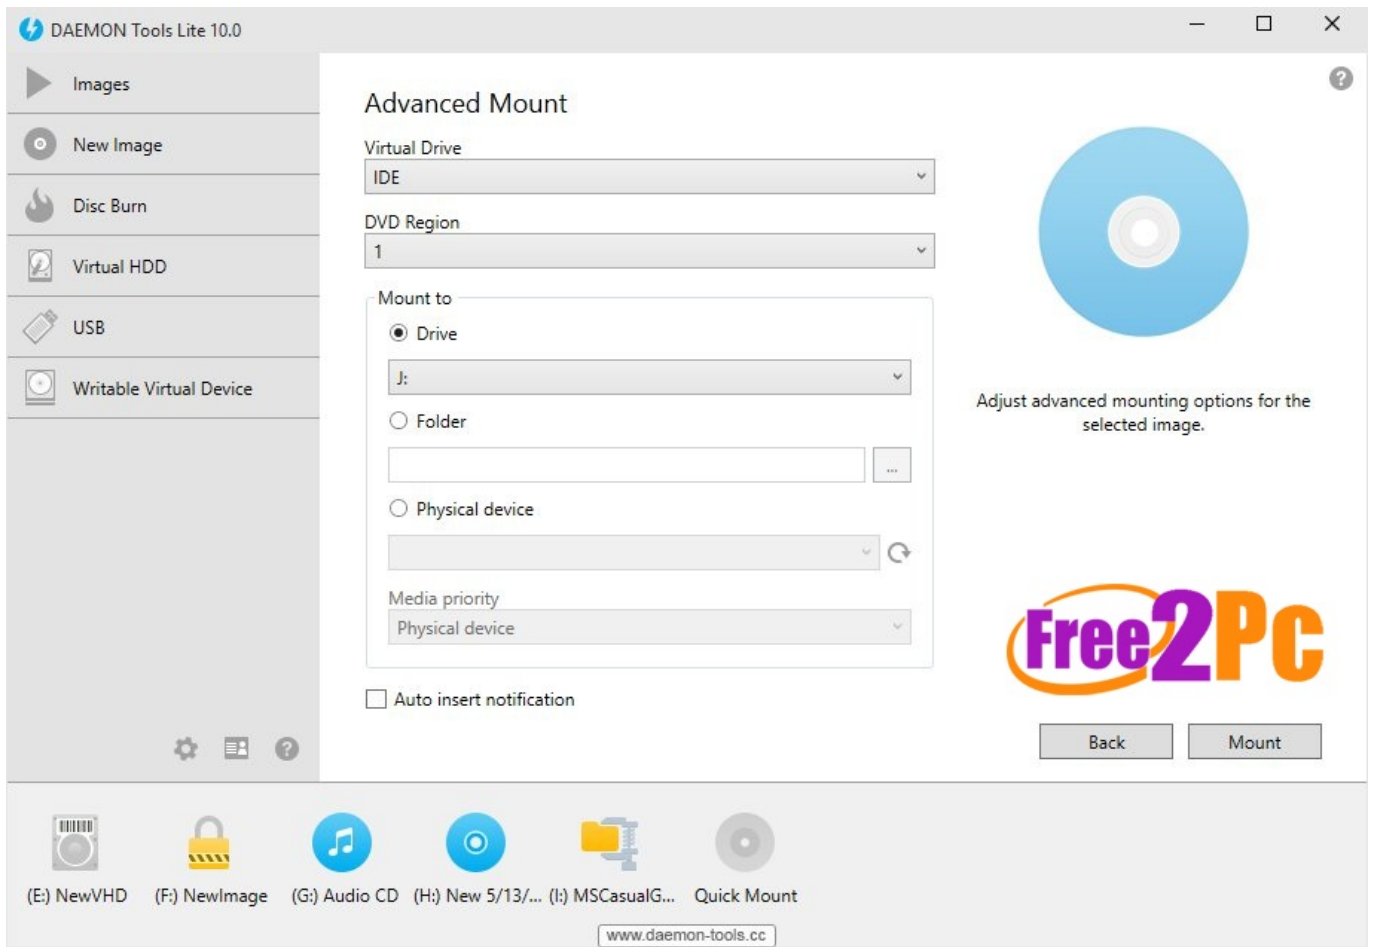 DAEMON Tools Lite 10.0
Images
New Image
Disc Burn
Virtual HDD
USB
Writable Virtual Device
Advanced Mount
Virtual Drive
IDE
DVD Region
1
Mount to
Drive
J:
Folder
...
Physical device
Media priority
Physical device
Auto insert notification
Adjust advanced mounting options for the
selected image.
Free2Pc
Back
Mount
(E:) NewVHD
(F:) NewImage
(G:) Audio CD
(H:) New 5/13/...
(I:) MSCasualG...
Quick Mount
www.daemon-tools.cc